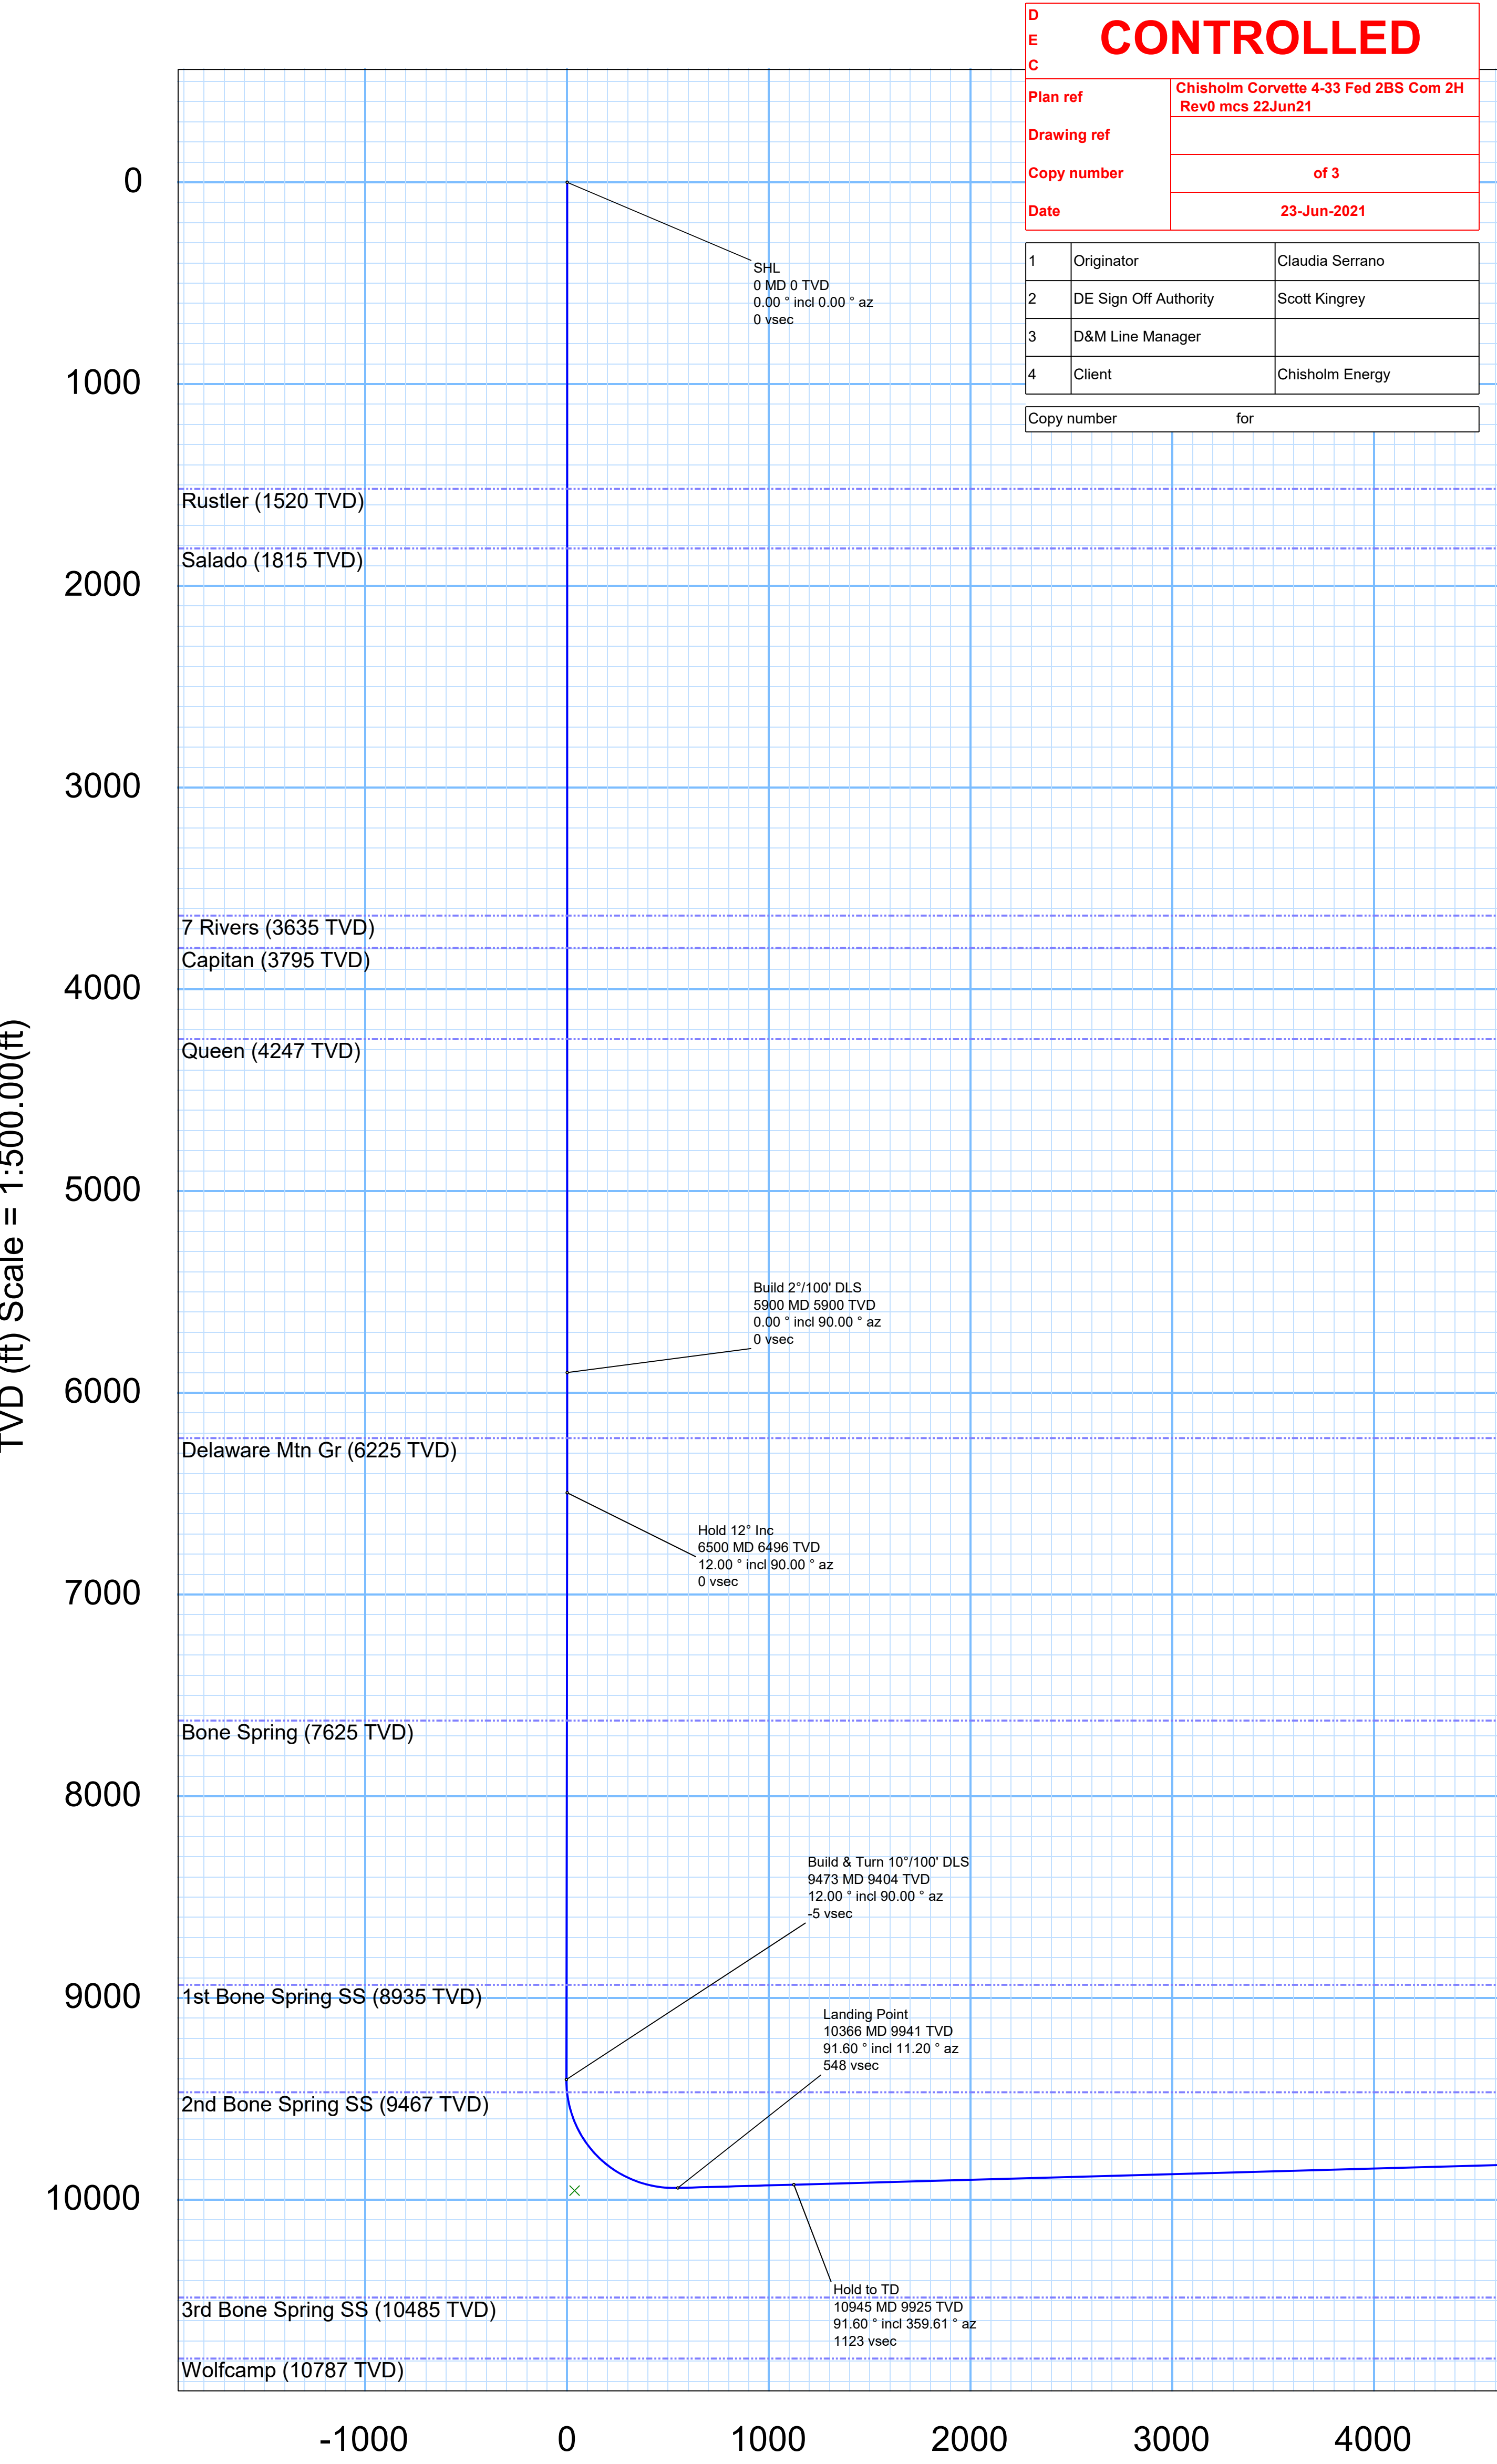 D
E
C
CONTROLLED
Plan ref
Chisholm Corvette 4-33 Fed 2BS Com 2H
Rev0 mcs 22Jun21
Drawing ref
Copy number
of 3
Date
23-Jun-2021
1 Originator Claudia Serrano
2 DE Sign Off Authority Scott Kingrey
3 D&M Line Manager
4 Client Chisholm Energy
Copy number for
TVD (ft) Scale = 1:500.00(ft)
0
1000
2000
3000
4000
5000
6000
7000
8000
9000
10000
SHL
0 MD 0 TVD
0.00 ° incl 0.00 ° az
0 vsec
Rustler (1520 TVD)
Salado (1815 TVD)
7 Rivers (3635 TVD)
Capitan (3795 TVD)
Queen (4247 TVD)
Build 2°/100' DLS
5900 MD 5900 TVD
0.00 ° incl 90.00 ° az
0 vsec
Delaware Mtn Gr (6225 TVD)
Hold 12° Inc
6500 MD 6496 TVD
12.00 ° incl 90.00 ° az
0 vsec
Bone Spring (7625 TVD)
Build & Turn 10°/100' DLS
9473 MD 9404 TVD
12.00 ° incl 90.00 ° az
-5 vsec
1st Bone Spring SS (8935 TVD)
Landing Point
10366 MD 9941 TVD
91.60 ° incl 11.20 ° az
548 vsec
2nd Bone Spring SS (9467 TVD)
Hold to TD
10945 MD 9925 TVD
91.60 ° incl 359.61 ° az
1123 vsec
3rd Bone Spring SS (10485 TVD)
Wolfcamp (10787 TVD)
-1000 0 1000 2000 3000 4000